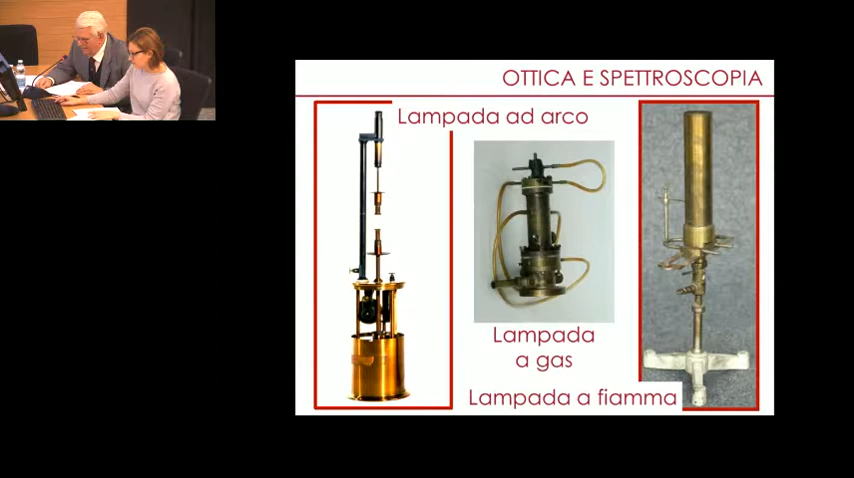 OTTICA E SPETTROSCOPIA
Lampada ad arco
Lampada
a gas
Lampada a fiamma